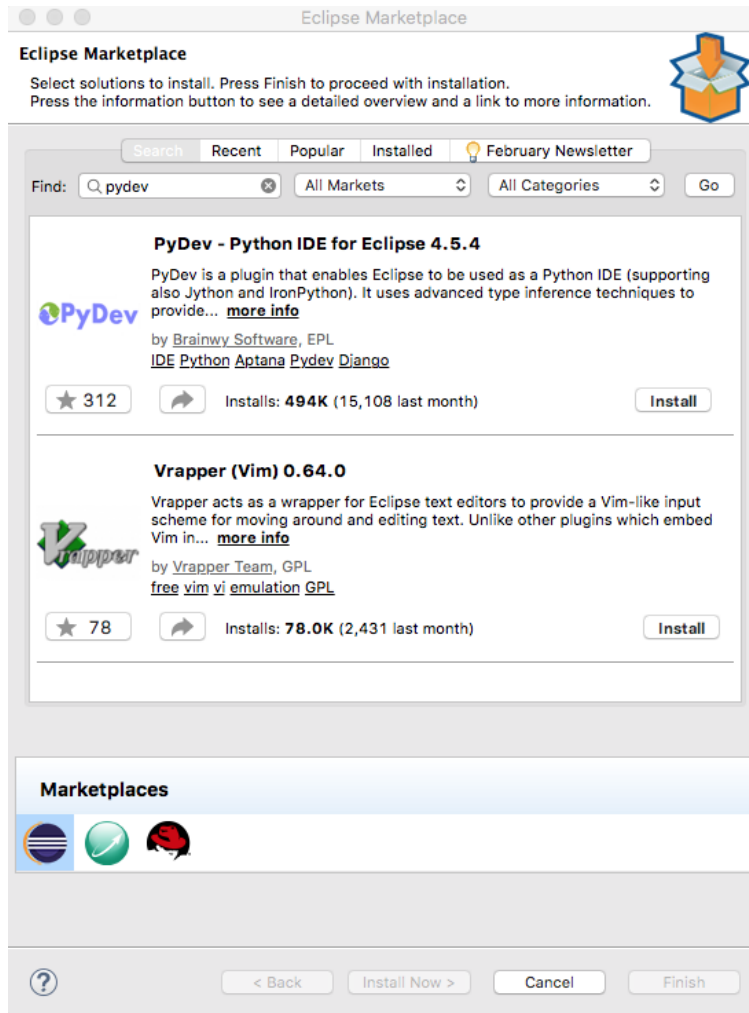 Eclipse Marketplace
Eclipse Marketplace
Select solutions to install. Press Finish to proceed with installation.
Press the information button to see a detailed overview and a link to more information.
Search Recent Popular Installed February Newsletter
Find: pydev All Markets All Categories Go
PyDev - Python IDE for Eclipse 4.5.4
PyDev is a plugin that enables Eclipse to be used as a Python IDE (supporting
also Jython and IronPython). It uses advanced type inference techniques to
provide... more info
PyDev
by Brainwy Software, EPL
IDE Python Aptana Pydev Django
312 Installs: 494K (15,108 last month) Install
Vrapper (Vim) 0.64.0
Vrapper acts as a wrapper for Eclipse text editors to provide a Vim-like input
scheme for moving around and editing text. Unlike other plugins which embed
Vim in... more info
Vrapper
by Vrapper Team, GPL
free vim vi emulation GPL
78 Installs: 78.0K (2,431 last month) Install
Marketplaces
? < Back Install Now > Cancel Finish